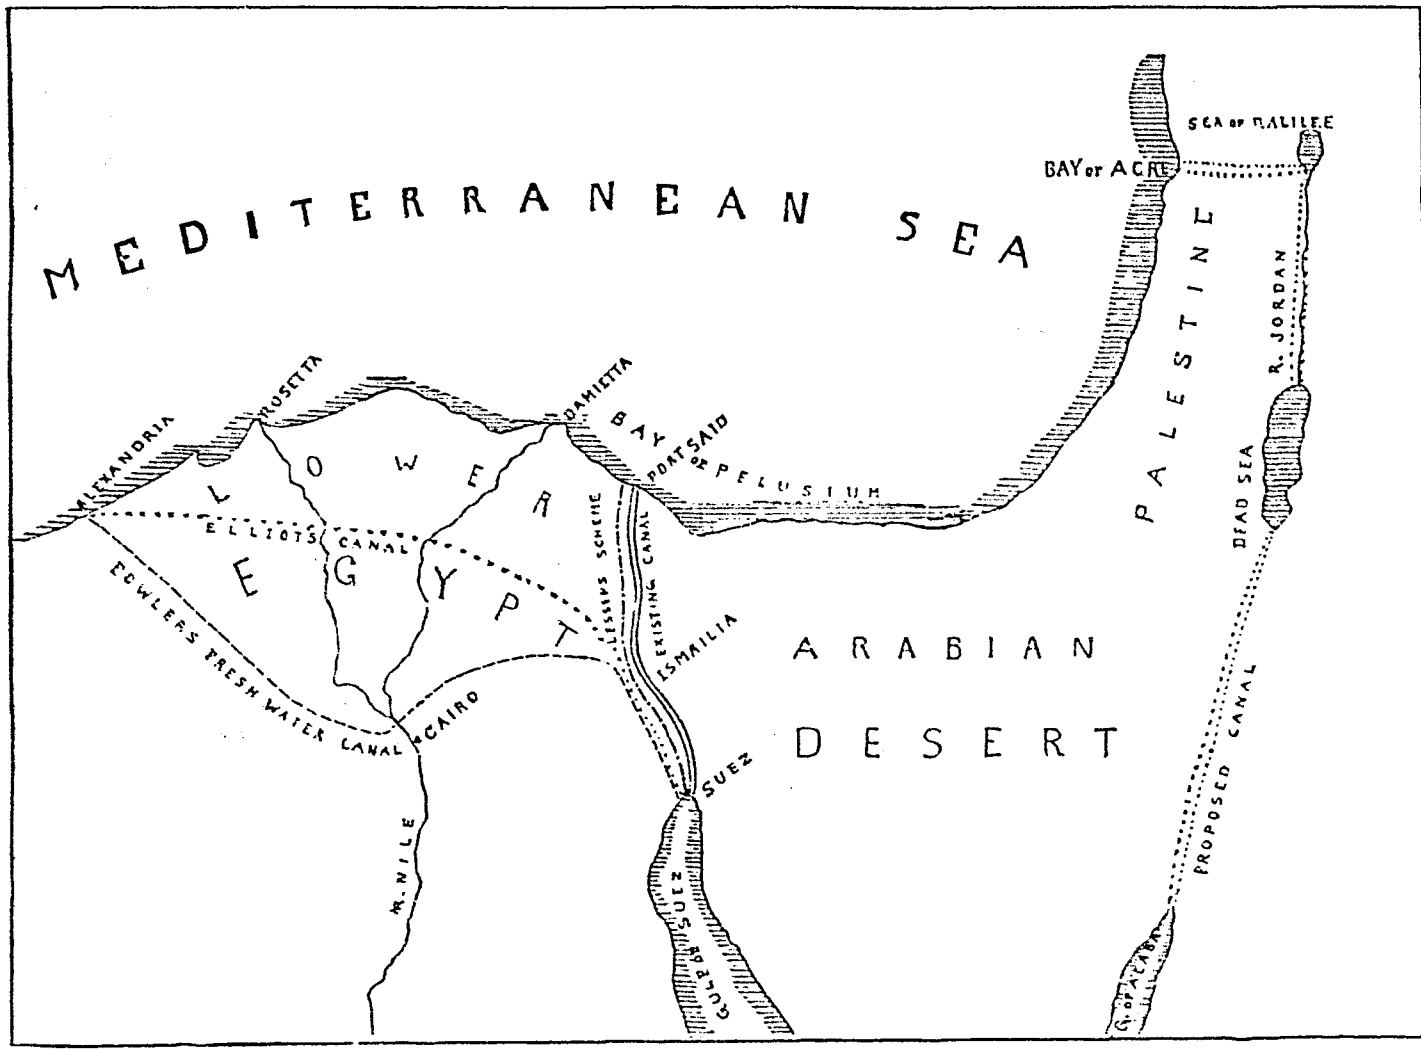 MEDITERRANEAN SEA
SEA OF GALILEE
BAY OF ACRE
PALESTINE
R. JORDAN
DEAD SEA
PROPOSED CANAL
G. OF ACABA
ALEXANDRIA
ROSETTA
DAMIETTA
BAY OF PELUSIUM
PORT SAID
LOWER
EGYPT
ELLIOTS CANAL
FOWLERS FRESH WATER CANAL
LESSEPS SCHEME
EXISTING CANAL
ISMAILIA
CAIRO
SUEZ
R. NILE
GULF OF SUEZ
ARABIAN
DESERT